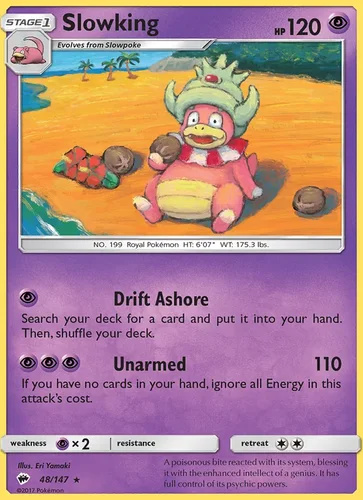 STAGE 1 Slowking HP 120
Evolves from Slowpoke
NO. 199 Royal Pokémon HT: 6'07" WT: 175.3 lbs.
Drift Ashore
Search your deck for a card and put it into your hand.
Then, shuffle your deck.
Unarmed 110
If you have no cards in your hand, ignore all Energy in this
attack's cost.
weakness ×2 resistance retreat
Illus. Eri Yamaki
48/147 ★
©2017 Pokémon
A poisonous bite reacted with its system, blessing
it with the enhanced intellect of a genius. It has
full control of its psychic powers.